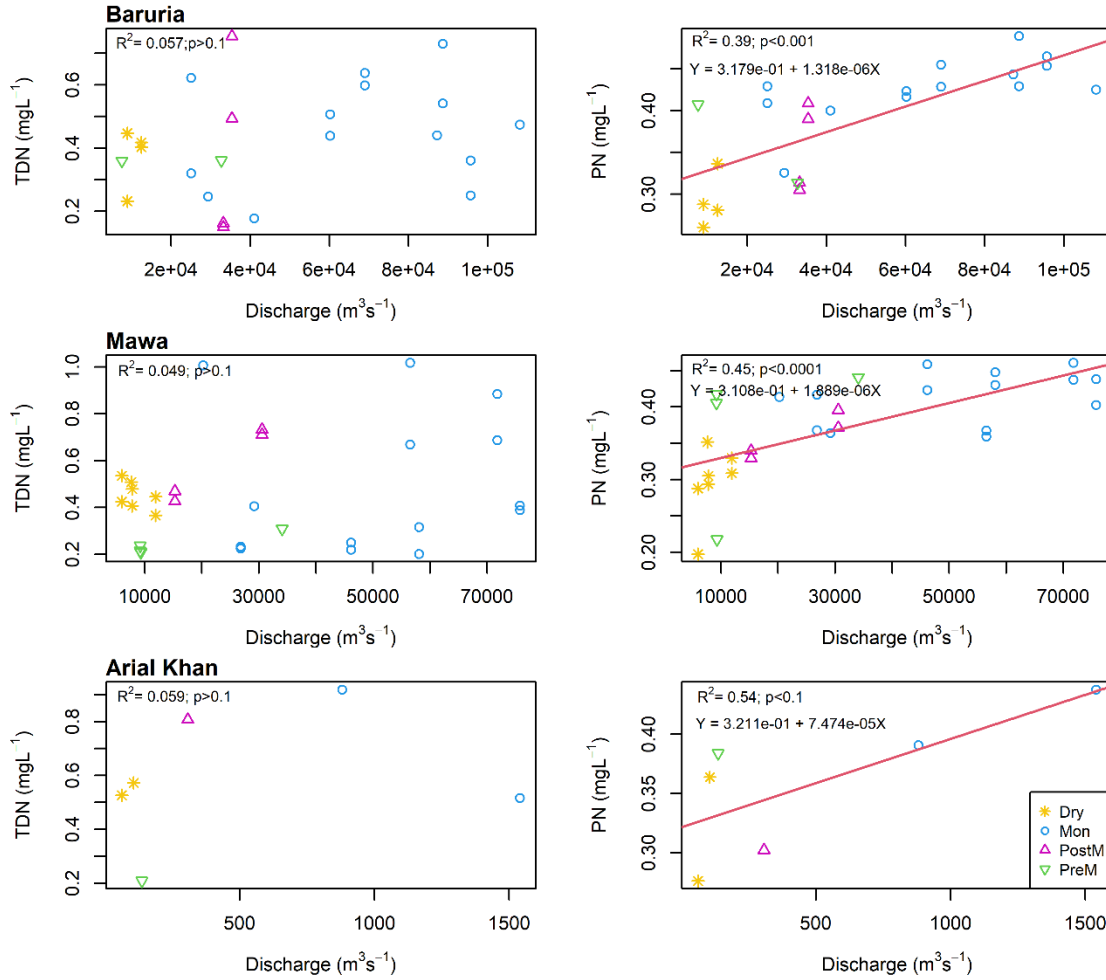 Baruria
R²= 0.057;p>0.1
TDN (mgL⁻¹)
0.2 0.4 0.6
2e+04 4e+04 6e+04 8e+04 1e+05
Discharge (m³s⁻¹)
R²= 0.39; p<0.001
Y = 3.179e-01 + 1.318e-06X
PN (mgL⁻¹)
0.30 0.40
2e+04 4e+04 6e+04 8e+04 1e+05
Discharge (m³s⁻¹)
Mawa
R²= 0.049; p>0.1
TDN (mgL⁻¹)
0.2 0.4 0.6 0.8 1.0
10000 30000 50000 70000
Discharge (m³s⁻¹)
R²= 0.45; p<0.0001
Y = 3.108e-01 + 1.889e-06X
PN (mgL⁻¹)
0.20 0.30 0.40
10000 30000 50000 70000
Discharge (m³s⁻¹)
Arial Khan
R²= 0.059; p>0.1
TDN (mgL⁻¹)
0.2 0.4 0.6 0.8
500 1000 1500
Discharge (m³s⁻¹)
R²= 0.54; p<0.1
Y = 3.211e-01 + 7.474e-05X
PN (mgL⁻¹)
0.30 0.35 0.40
500 1000 1500
Discharge (m³s⁻¹)
Dry
Mon
PostM
PreM